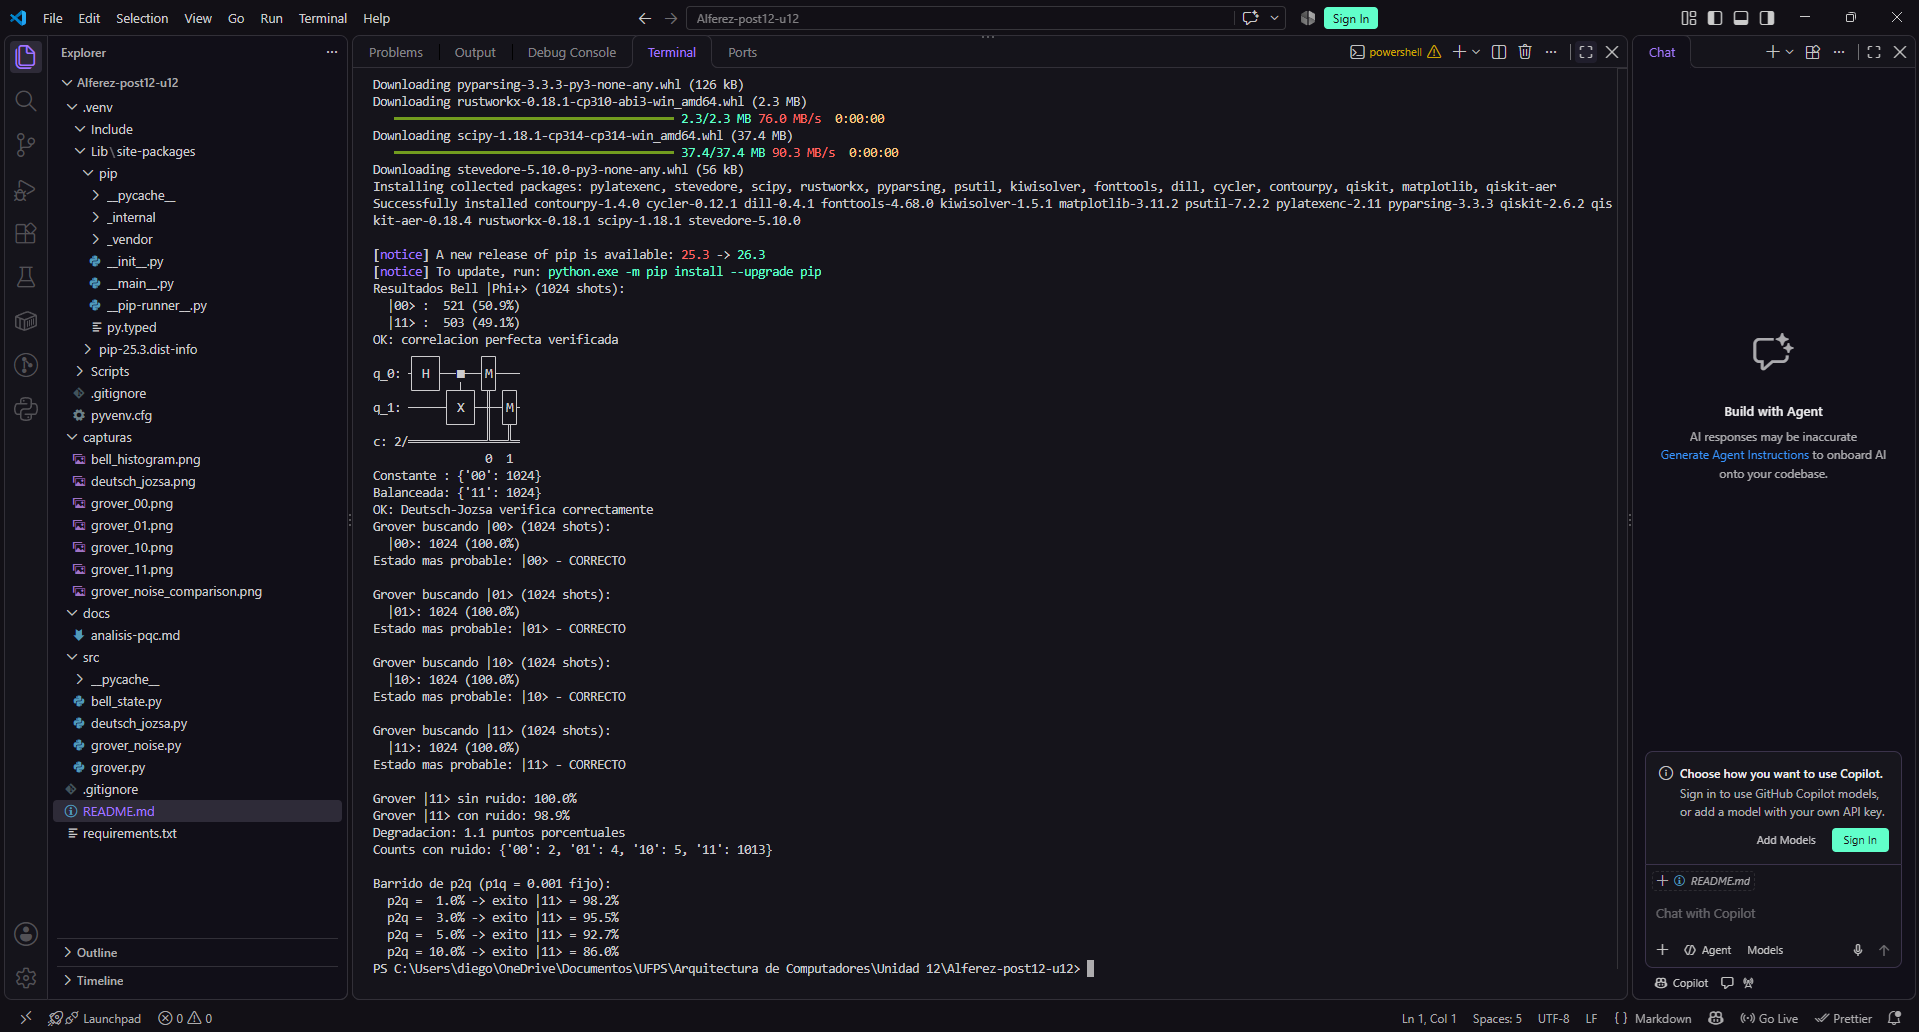 File Edit Selection View Go Run Terminal Help
Alferez-post12-u12
Sign In
Explorer
Alferez-post12-u12
.venv
Include
Lib\site-packages
pip
__pycache__
_internal
_vendor
__init__.py
__main__.py
__pip-runner__.py
py.typed
pip-25.3.dist-info
Scripts
.gitignore
pyvenv.cfg
capturas
bell_histogram.png
deutsch_jozsa.png
grover_00.png
grover_01.png
grover_10.png
grover_11.png
grover_noise_comparison.png
docs
analisis-pqc.md
src
__pycache__
bell_state.py
deutsch_jozsa.py
grover_noise.py
grover.py
.gitignore
README.md
requirements.txt
Outline
Timeline
Problems Output Debug Console Terminal Ports
powershell
Downloading pyparsing-3.3.3-py3-none-any.whl (126 kB)
Downloading rustworkx-0.18.1-cp310-abi3-win_amd64.whl (2.3 MB)
2.3/2.3 MB 76.0 MB/s 0:00:00
Downloading scipy-1.18.1-cp314-cp314-win_amd64.whl (37.4 MB)
37.4/37.4 MB 90.3 MB/s 0:00:00
Downloading stevedore-5.10.0-py3-none-any.whl (56 kB)
Installing collected packages: pylatexenc, stevedore, scipy, rustworkx, pyparsing, psutil, kiwisolver, fonttools, dill, cycler, contourpy, qiskit, matplotlib, qiskit-aer
Successfully installed contourpy-1.4.0 cycler-0.12.1 dill-0.4.1 fonttools-4.68.0 kiwisolver-1.5.1 matplotlib-3.11.2 psutil-7.2.2 pylatexenc-2.11 pyparsing-3.3.3 qiskit-2.6.2 qis
kit-aer-0.18.4 rustworkx-0.18.1 scipy-1.18.1 stevedore-5.10.0
[notice] A new release of pip is available: 25.3 -> 26.3
[notice] To update, run: python.exe -m pip install --upgrade pip
Resultados Bell |Phi+> (1024 shots):
|00> : 521 (50.9%)
|11> : 503 (49.1%)
OK: correlacion perfecta verificada
q_0: H M
q_1: X M
c: 2/
0 1
Constante : {'00': 1024}
Balanceada: {'11': 1024}
OK: Deutsch-Jozsa verifica correctamente
Grover buscando |00> (1024 shots):
|00>: 1024 (100.0%)
Estado mas probable: |00> - CORRECTO
Grover buscando |01> (1024 shots):
|01>: 1024 (100.0%)
Estado mas probable: |01> - CORRECTO
Grover buscando |10> (1024 shots):
|10>: 1024 (100.0%)
Estado mas probable: |10> - CORRECTO
Grover buscando |11> (1024 shots):
|11>: 1024 (100.0%)
Estado mas probable: |11> - CORRECTO
Grover |11> sin ruido: 100.0%
Grover |11> con ruido: 98.9%
Degradacion: 1.1 puntos porcentuales
Counts con ruido: {'00': 2, '01': 4, '10': 5, '11': 1013}
Barrido de p2q (p1q = 0.001 fijo):
p2q = 1.0% -> exito |11> = 98.2%
p2q = 3.0% -> exito |11> = 95.5%
p2q = 5.0% -> exito |11> = 92.7%
p2q = 10.0% -> exito |11> = 86.0%
PS C:\Users\diego\OneDrive\Documentos\UFPS\Arquitectura de Computadores\Unidad 12\Alferez-post12-u12>
Chat
Build with Agent
AI responses may be inaccurate
Generate Agent Instructions to onboard AI
onto your codebase.
Choose how you want to use Copilot.
Sign in to use GitHub Copilot models,
or add a model with your own API key.
Add Models Sign In
README.md
Chat with Copilot
Agent Models
Copilot
Launchpad 0 0
Ln 1, Col 1 Spaces: 5 UTF-8 LF { } Markdown Go Live Prettier